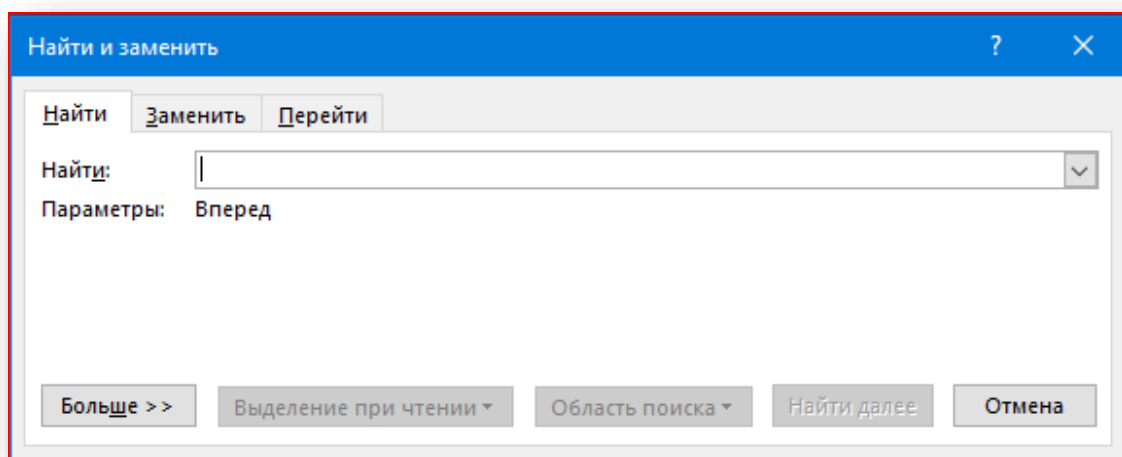 Найти и заменить ?
Найти Заменить Перейти
Найти:
Параметры: Вперед
Больше >> Выделение при чтении Область поиска Найти далее Отмена